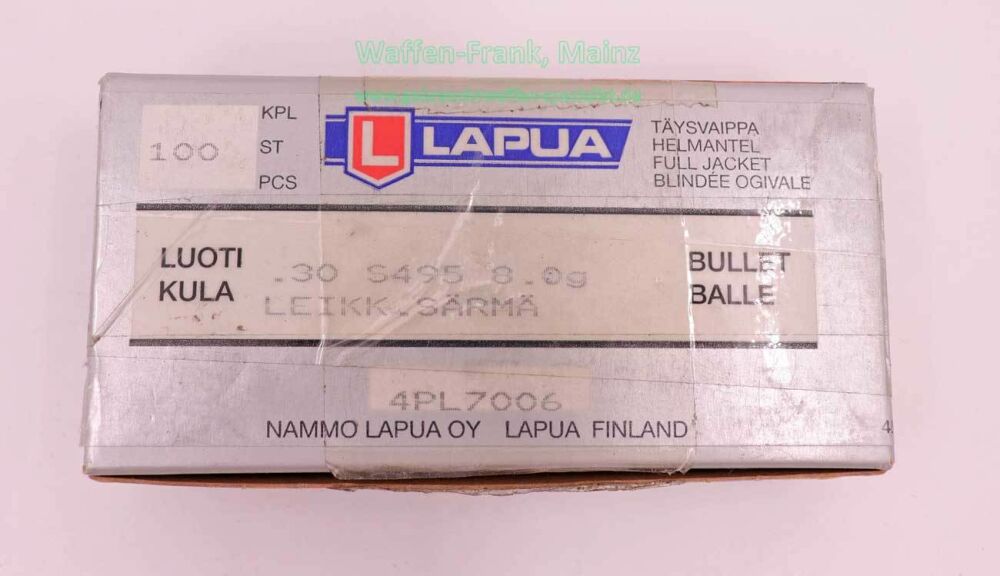 Waffen-Frank, Mainz
100
KPL
ST
PCS
L LAPUA
TÄYSVAIPPA
HELMANTEL
FULL JACKET
BLINDÉE OGIVALE
LUOTI
KULA
.30 S495 8.0g
LEIKK.SÄRMÄ
BULLET
BALLE
4PL7006
NAMMO LAPUA OY LAPUA FINLAND
4